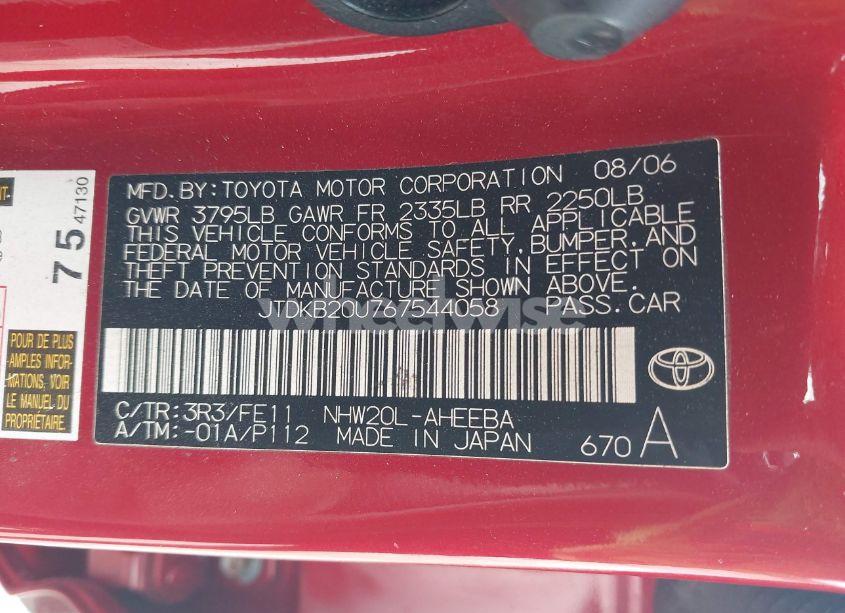 NT-
75
47130
POUR DE PLUS
AMPLES INFOR-
MATIONS, VOIR
LE MANUEL DU
PROPRIÉTAIRE
MFD. BY: TOYOTA MOTOR CORPORATION 08/06
GVWR 3795LB GAWR FR 2335LB RR 2250LB
THIS VEHICLE CONFORMS TO ALL APPLICABLE
FEDERAL MOTOR VEHICLE SAFETY, BUMPER, AND
THEFT PREVENTION STANDARDS IN EFFECT ON
THE DATE OF MANUFACTURE SHOWN ABOVE.
JTDKB20U767544058 PASS. CAR
wheelwise
C/TR: 3R3/FE11 NHW20L-AHEEBA
A/TM: -01A/P112 MADE IN JAPAN 670 A